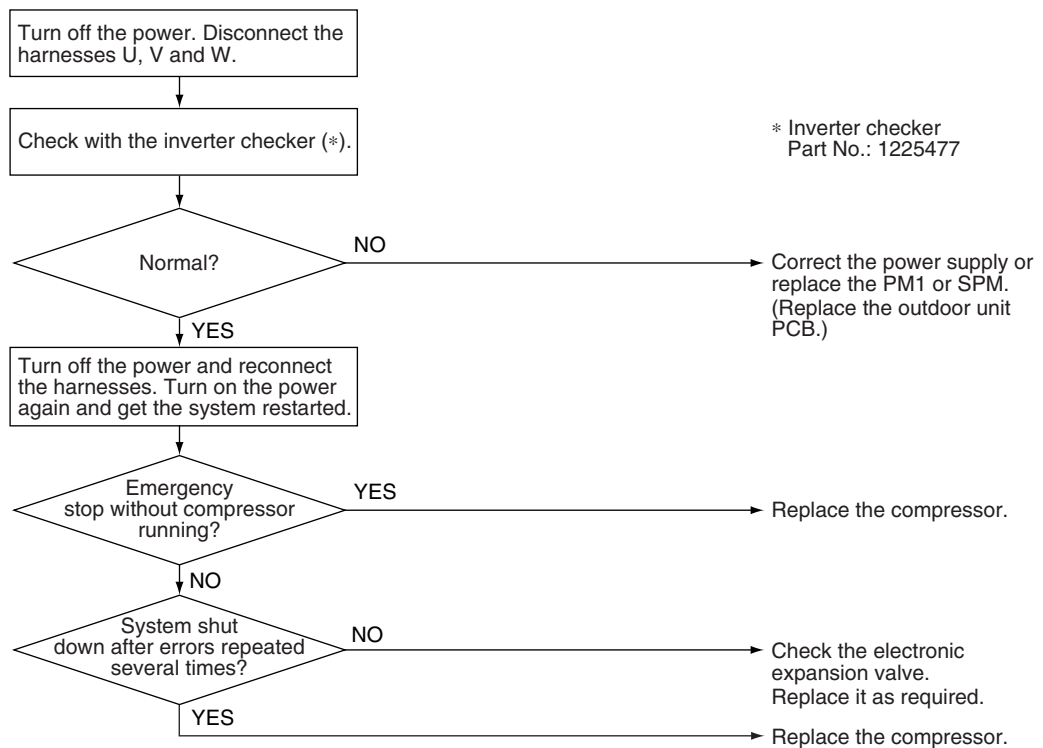 Turn off the power. Disconnect the
harnesses U, V and W.
Check with the inverter checker (*).
* Inverter checker
Part No.: 1225477
Normal?
NO
Correct the power supply or
replace the PM1 or SPM.
(Replace the outdoor unit
PCB.)
YES
Turn off the power and reconnect
the harnesses. Turn on the power
again and get the system restarted.
Emergency
stop without compressor
running?
YES
Replace the compressor.
NO
System shut
down after errors repeated
several times?
NO
Check the electronic
expansion valve.
Replace it as required.
YES
Replace the compressor.